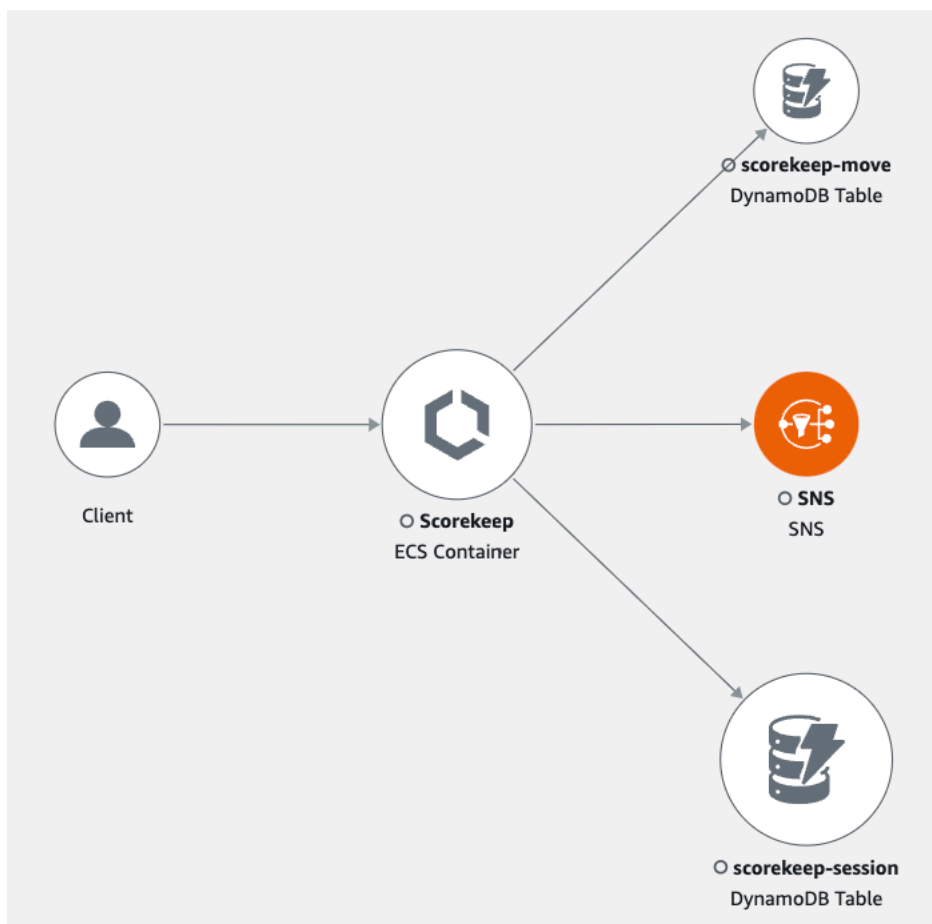 scorekeep-move
DynamoDB Table
Client
Scorekeep
ECS Container
SNS
SNS
scorekeep-session
DynamoDB Table